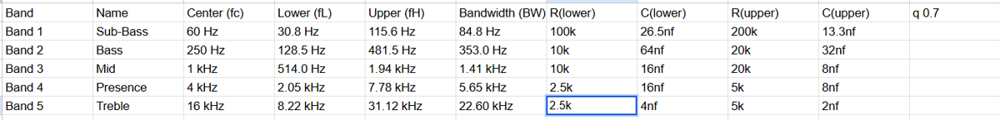 Band Name Center (fc) Lower (fL) Upper (fH) Bandwidth (BW) R(lower) C(lower) R(upper) C(upper) q 0.7
Band 1 Sub-Bass 60 Hz 30.8 Hz 115.6 Hz 84.8 Hz 100k 26.5nf 200k 13.3nf
Band 2 Bass 250 Hz 128.5 Hz 481.5 Hz 353.0 Hz 10k 64nf 20k 32nf
Band 3 Mid 1 kHz 514.0 Hz 1.94 kHz 1.41 kHz 10k 16nf 20k 8nf
Band 4 Presence 4 kHz 2.05 kHz 7.78 kHz 5.65 kHz 2.5k 16nf 5k 8nf
Band 5 Treble 16 kHz 8.22 kHz 31.12 kHz 22.60 kHz 2.5k 4nf 5k 2nf